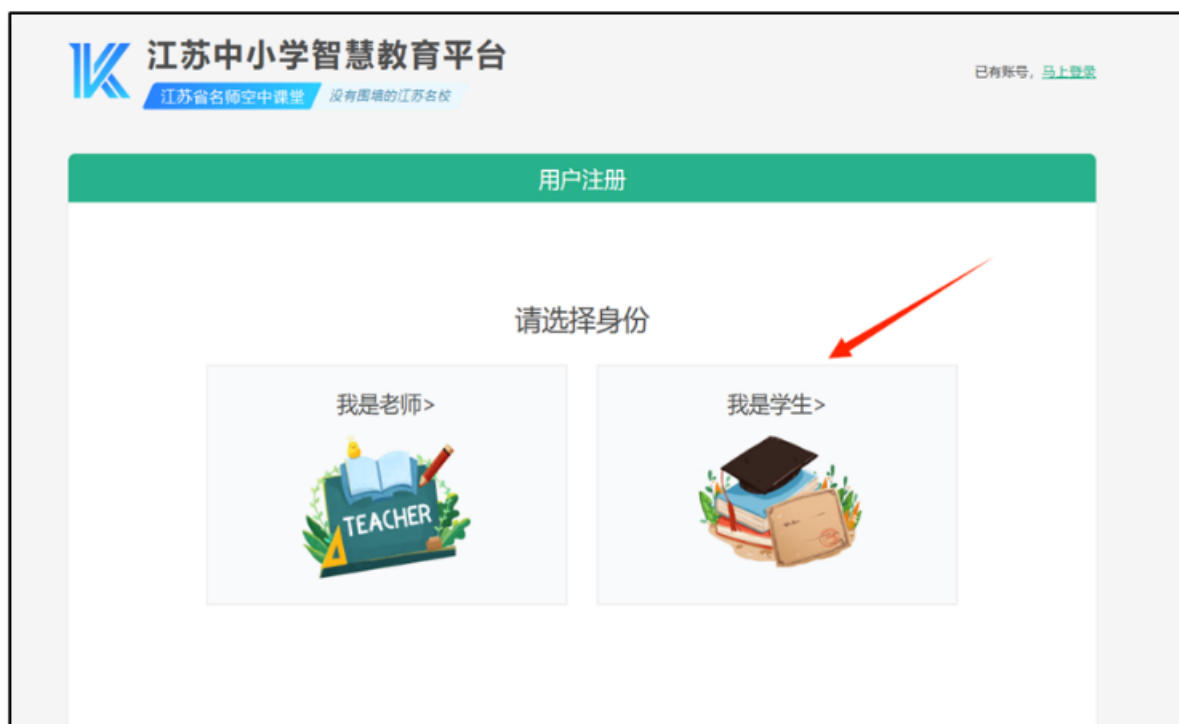 江苏中小学智慧教育平台
江苏省名师空中课堂 没有围墙的江苏名校
已有账号，马上登录
用户注册
请选择身份
我是老师>
我是学生>
TEACHER